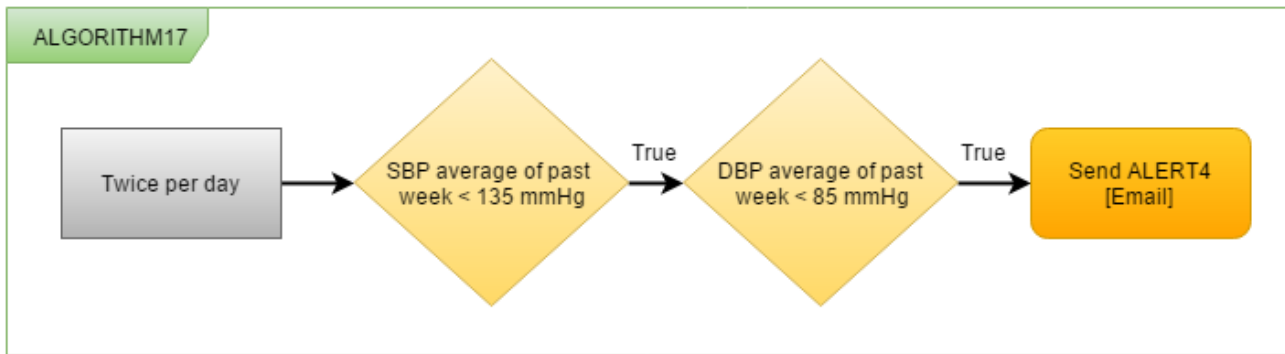 ALGORITHM17
Twice per day
SBP average of past
week < 135 mmHg
True
DBP average of past
week < 85 mmHg
True
Send ALERT4
[Email]